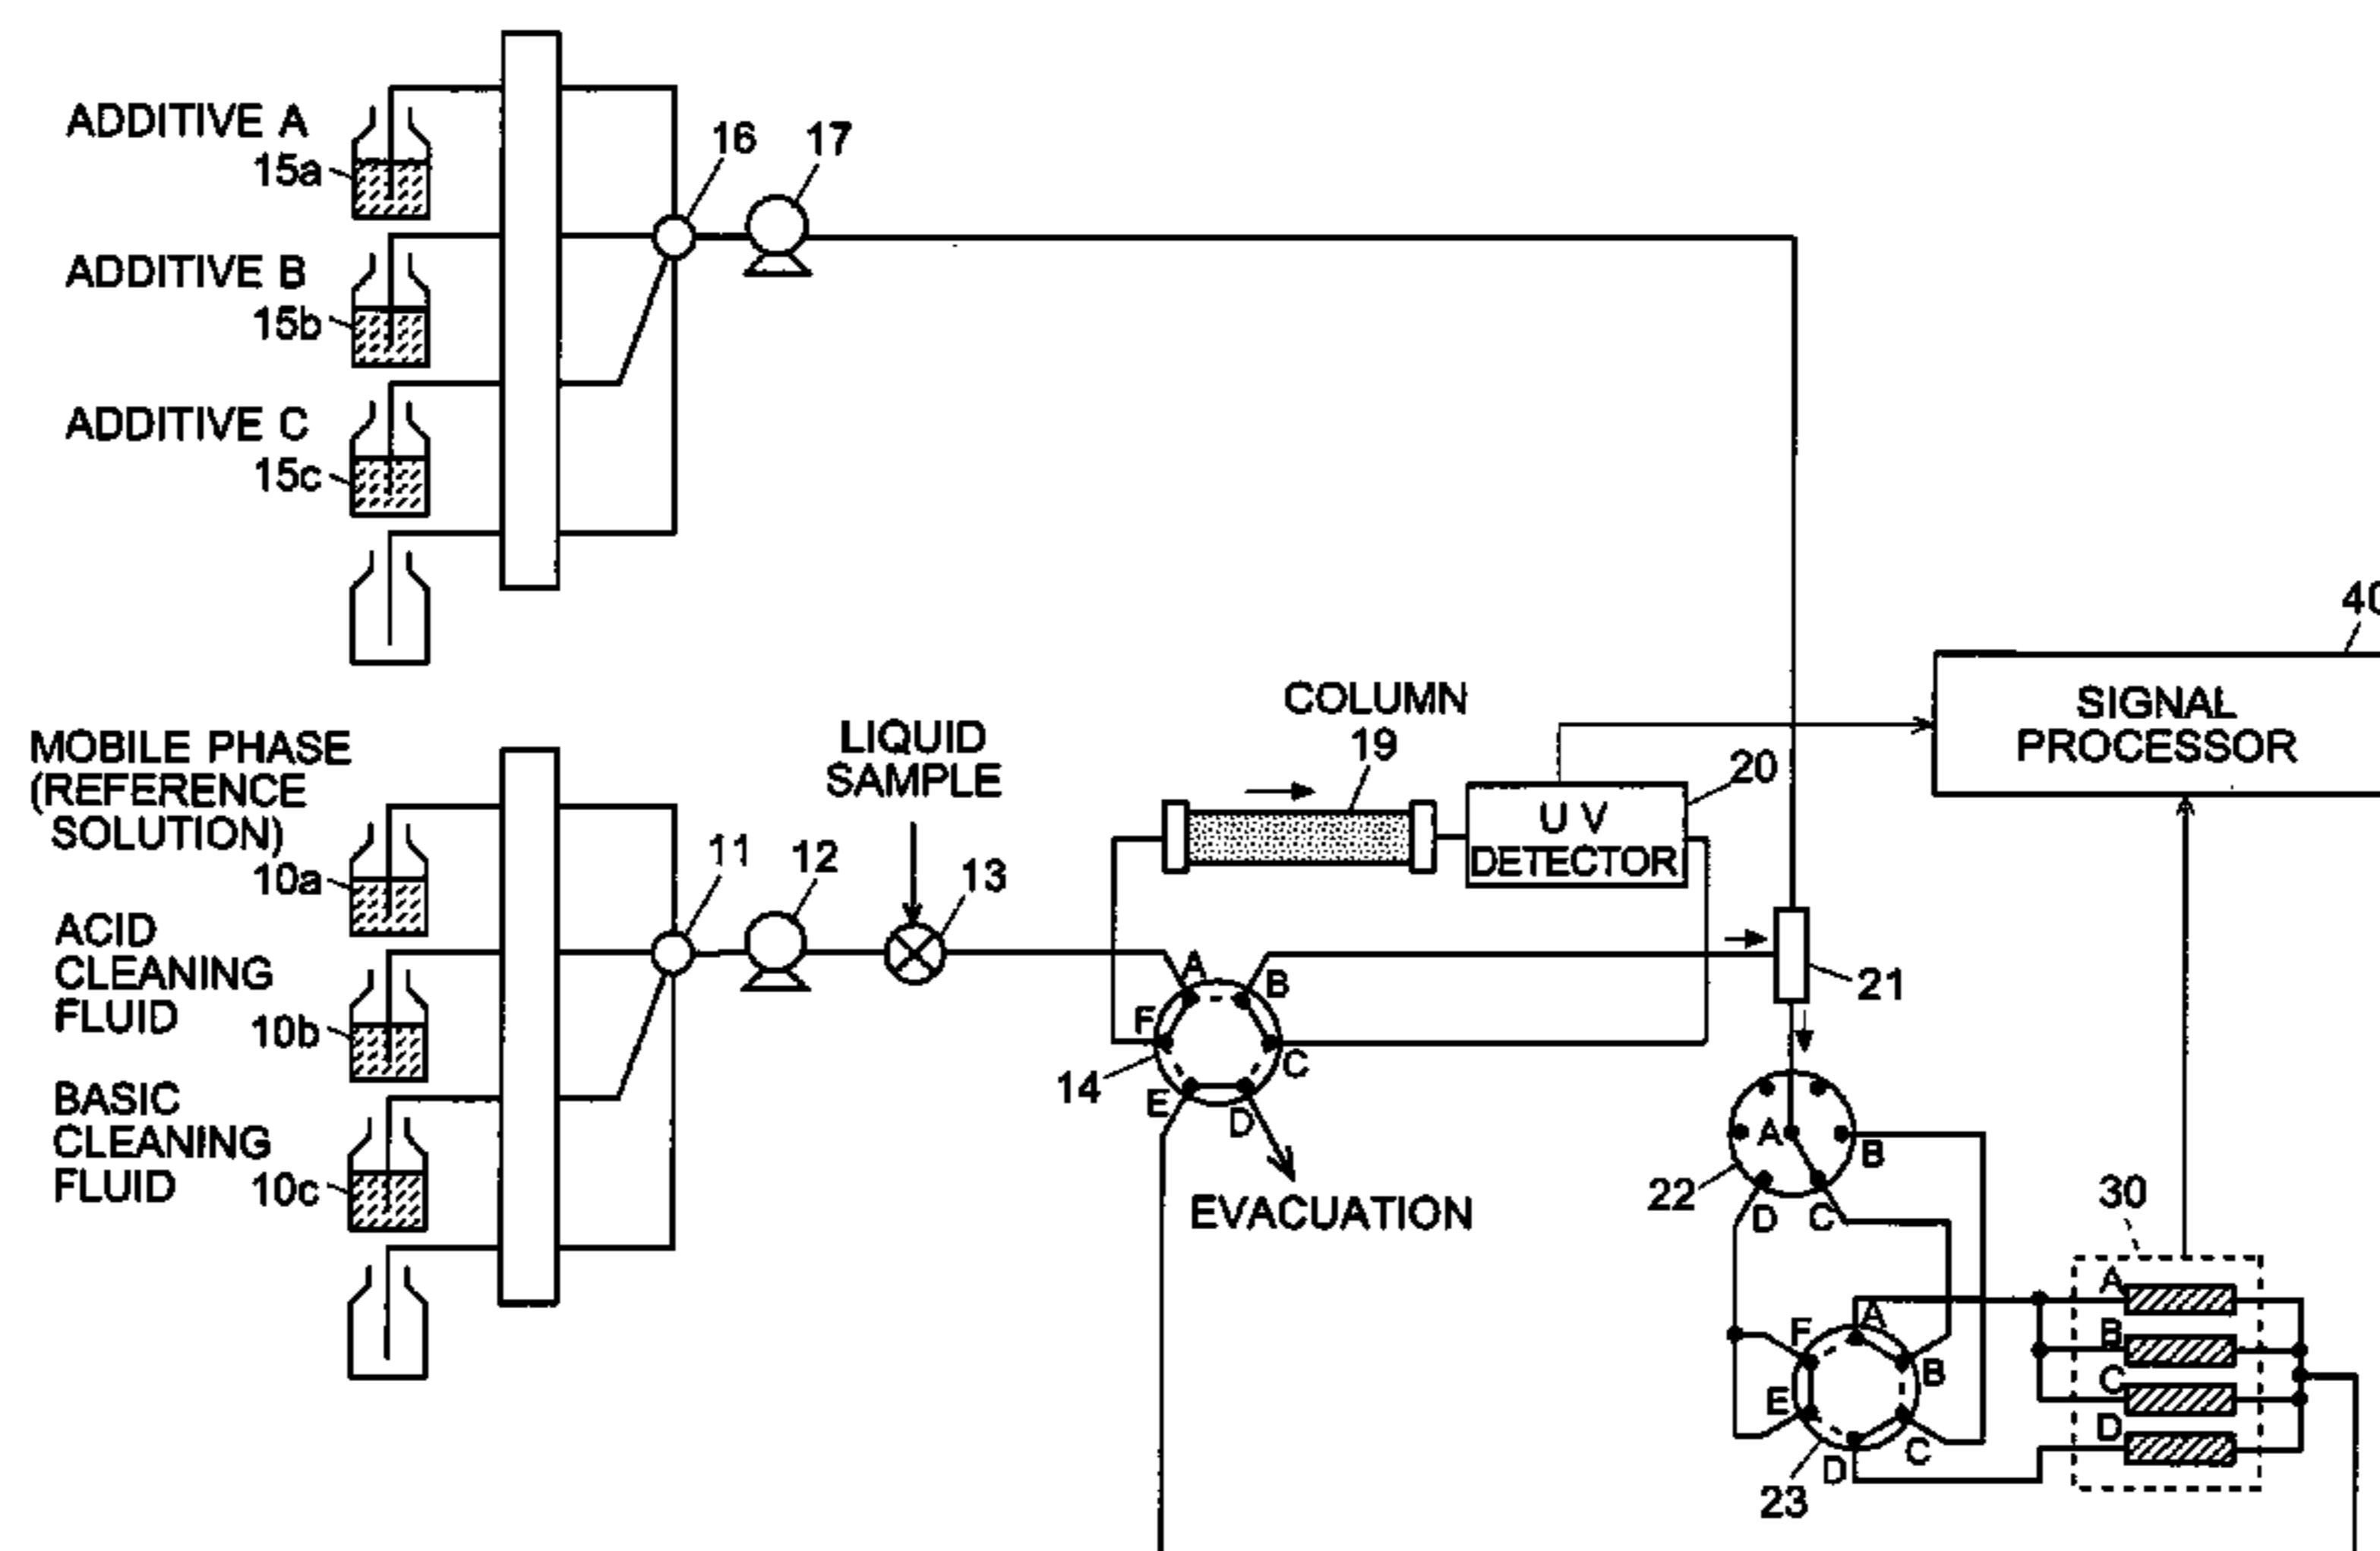 ADDITIVE A
15a
16
17
ADDITIVE B
15b
ADDITIVE C
15c
40
SIGNAL
PROCESSOR
MOBILE PHASE
(REFERENCE
SOLUTION)
10a
ACID
CLEANING
FLUID
10b
BASIC
CLEANING
FLUID
10c
11
12
LIQUID
SAMPLE
13
COLUMN
19
20
UV
DETECTOR
21
A
B
F
C
14
E
D
EVACUATION
A
B
22
D
C
30
A
B
C
D
A
F
B
E
C
D
23